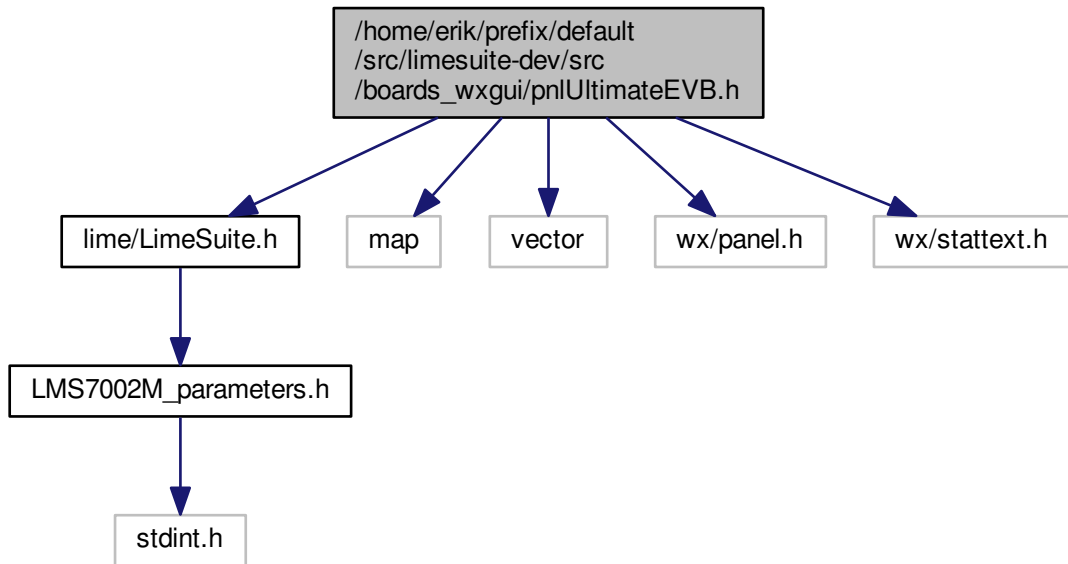 /home/erik/prefix/default
/src/limesuite-dev/src
/boards_wxgui/pnlUltimateEVB.h
lime/LimeSuite.h
map
vector
wx/panel.h
wx/stattext.h
LMS7002M_parameters.h
stdint.h